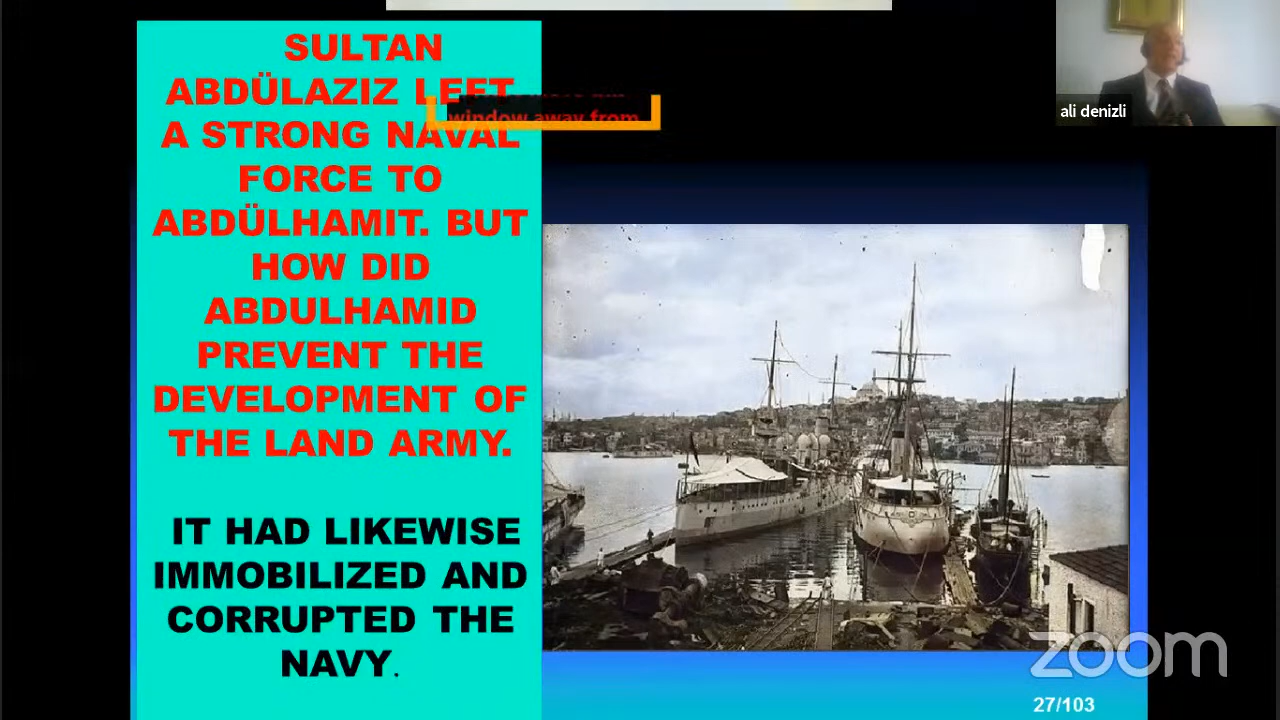 SULTAN
ABDÜLAZIZ LEFT
A STRONG NAVAL
FORCE TO
ABDÜLHAMIT. BUT
HOW DID
ABDULHAMID
PREVENT THE
DEVELOPMENT OF
THE LAND ARMY.
IT HAD LIKEWISE
IMMOBILIZED AND
CORRUPTED THE
NAVY.
window away from
ali denizli
zoom
27/103